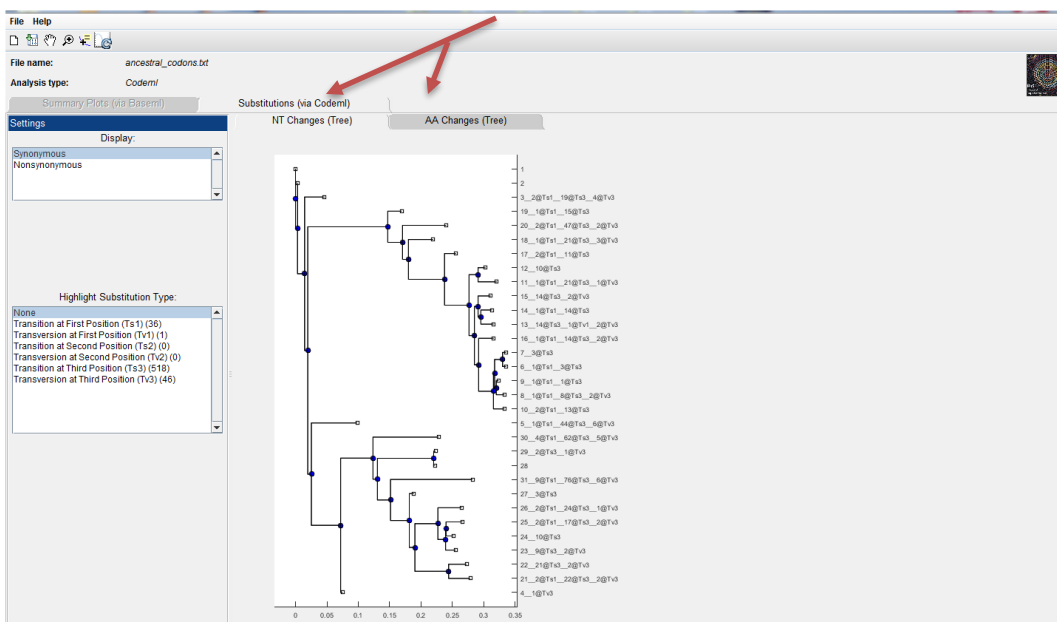 File Help
File name: ancestral_codons.txt
Analysis type: Codeml
Summary Plots (via Baseml) Substitutions (via Codeml)
Settings
NT Changes (Tree) AA Changes (Tree)
Display:
Synonymous
Nonsynonymous
Highlight Substitution Type:
None
Transition at First Position (Ts1) (36)
Transversion at First Position (Tv1) (1)
Transition at Second Position (Ts2) (0)
Transversion at Second Position (Tv2) (0)
Transition at Third Position (Ts3) (518)
Transversion at Third Position (Tv3) (46)
1
2
3__2@Ts1__19@Ts3__4@Tv3
19__1@Ts1__15@Ts3
20__2@Ts1__47@Ts3__2@Tv3
18__1@Ts1__21@Ts3__3@Tv3
17__2@Ts1__11@Ts3
12__10@Ts3
11__1@Ts1__21@Ts3__1@Tv3
15__14@Ts3__2@Tv3
14__1@Ts1__14@Ts3
13__14@Ts3__1@Tv1__2@Tv3
16__1@Ts1__14@Ts3__2@Tv3
7__3@Ts3
6__1@Ts1__3@Ts3
9__1@Ts1__1@Ts3
8__1@Ts1__8@Ts3__2@Tv3
10__2@Ts1__13@Ts3
5__1@Ts1__44@Ts3__6@Tv3
30__4@Ts1__62@Ts3__5@Tv3
29__2@Ts3__1@Tv3
28
31__9@Ts1__76@Ts3__6@Tv3
27__3@Ts3
26__2@Ts1__24@Ts3__1@Tv3
25__2@Ts1__17@Ts3__2@Tv3
24__10@Ts3
23__9@Ts3__2@Tv3
22__21@Ts3__2@Tv3
21__2@Ts1__22@Ts3__2@Tv3
4__1@Tv3
0 0.05 0.1 0.15 0.2 0.25 0.3 0.35